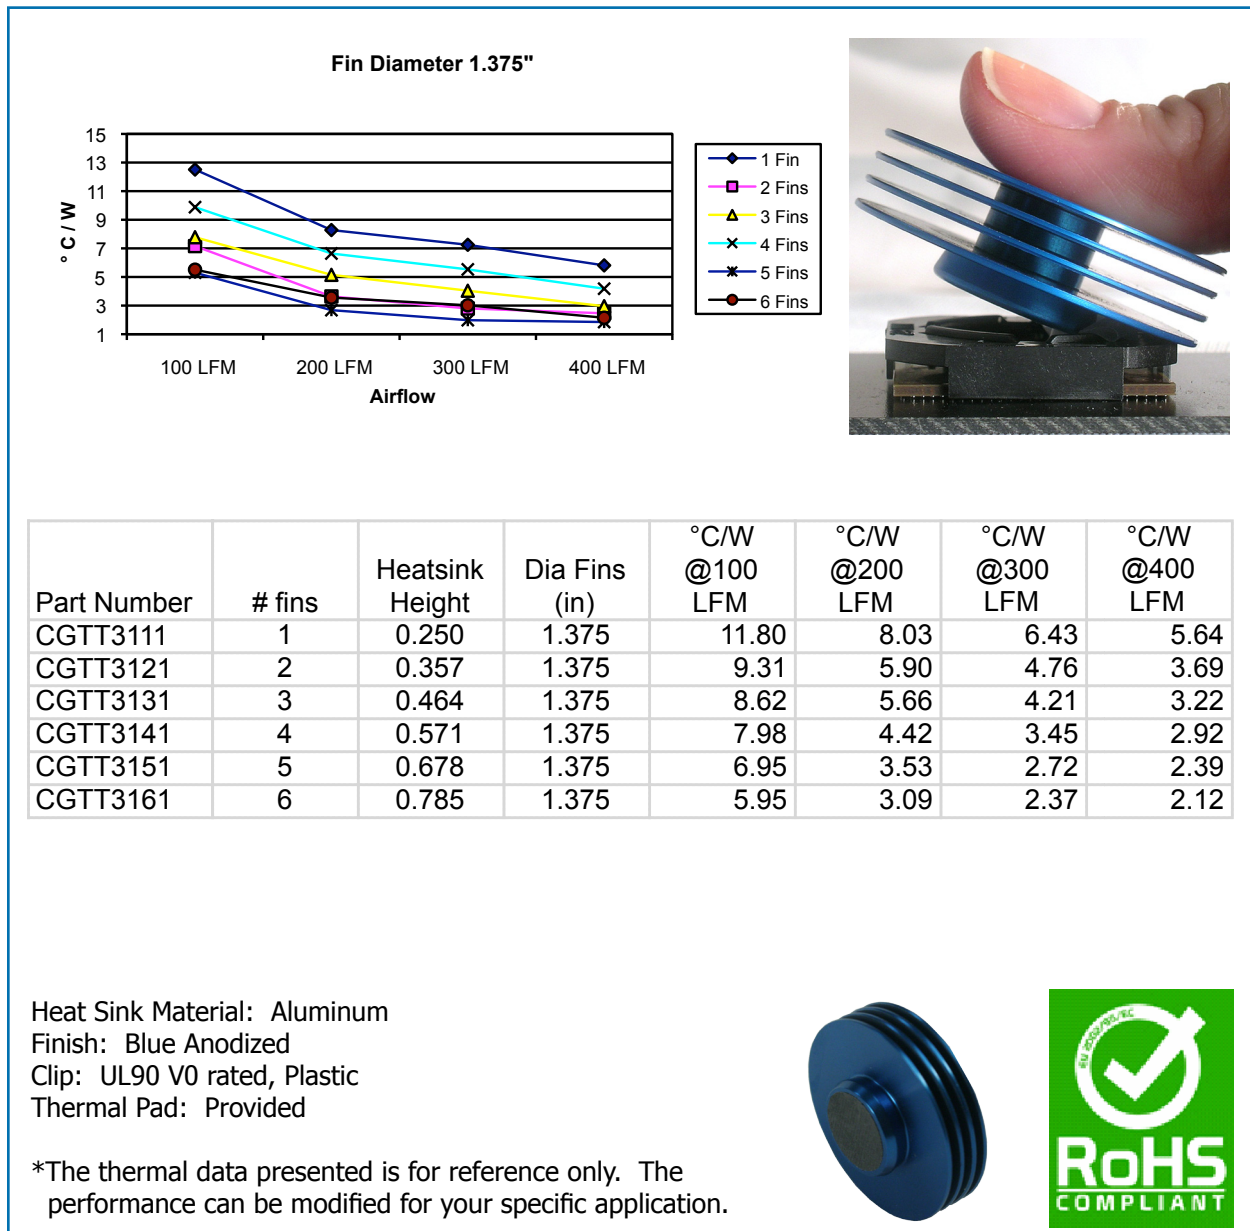 Fin Diameter 1.375"
° C / W
15
13
11
9
7
5
3
1
100 LFM 200 LFM 300 LFM 400 LFM
Airflow
1 Fin
2 Fins
3 Fins
4 Fins
5 Fins
6 Fins
Part Number # fins Heatsink Height Dia Fins (in) °C/W @100 LFM °C/W @200 LFM °C/W @300 LFM °C/W @400 LFM
CGTT3111 1 0.250 1.375 11.80 8.03 6.43 5.64
CGTT3121 2 0.357 1.375 9.31 5.90 4.76 3.69
CGTT3131 3 0.464 1.375 8.62 5.66 4.21 3.22
CGTT3141 4 0.571 1.375 7.98 4.42 3.45 2.92
CGTT3151 5 0.678 1.375 6.95 3.53 2.72 2.39
CGTT3161 6 0.785 1.375 5.95 3.09 2.37 2.12
Heat Sink Material: Aluminum
Finish: Blue Anodized
Clip: UL90 V0 rated, Plastic
Thermal Pad: Provided
*The thermal data presented is for reference only. The
performance can be modified for your specific application.
EU 2002/95/EC
RoHS
COMPLIANT